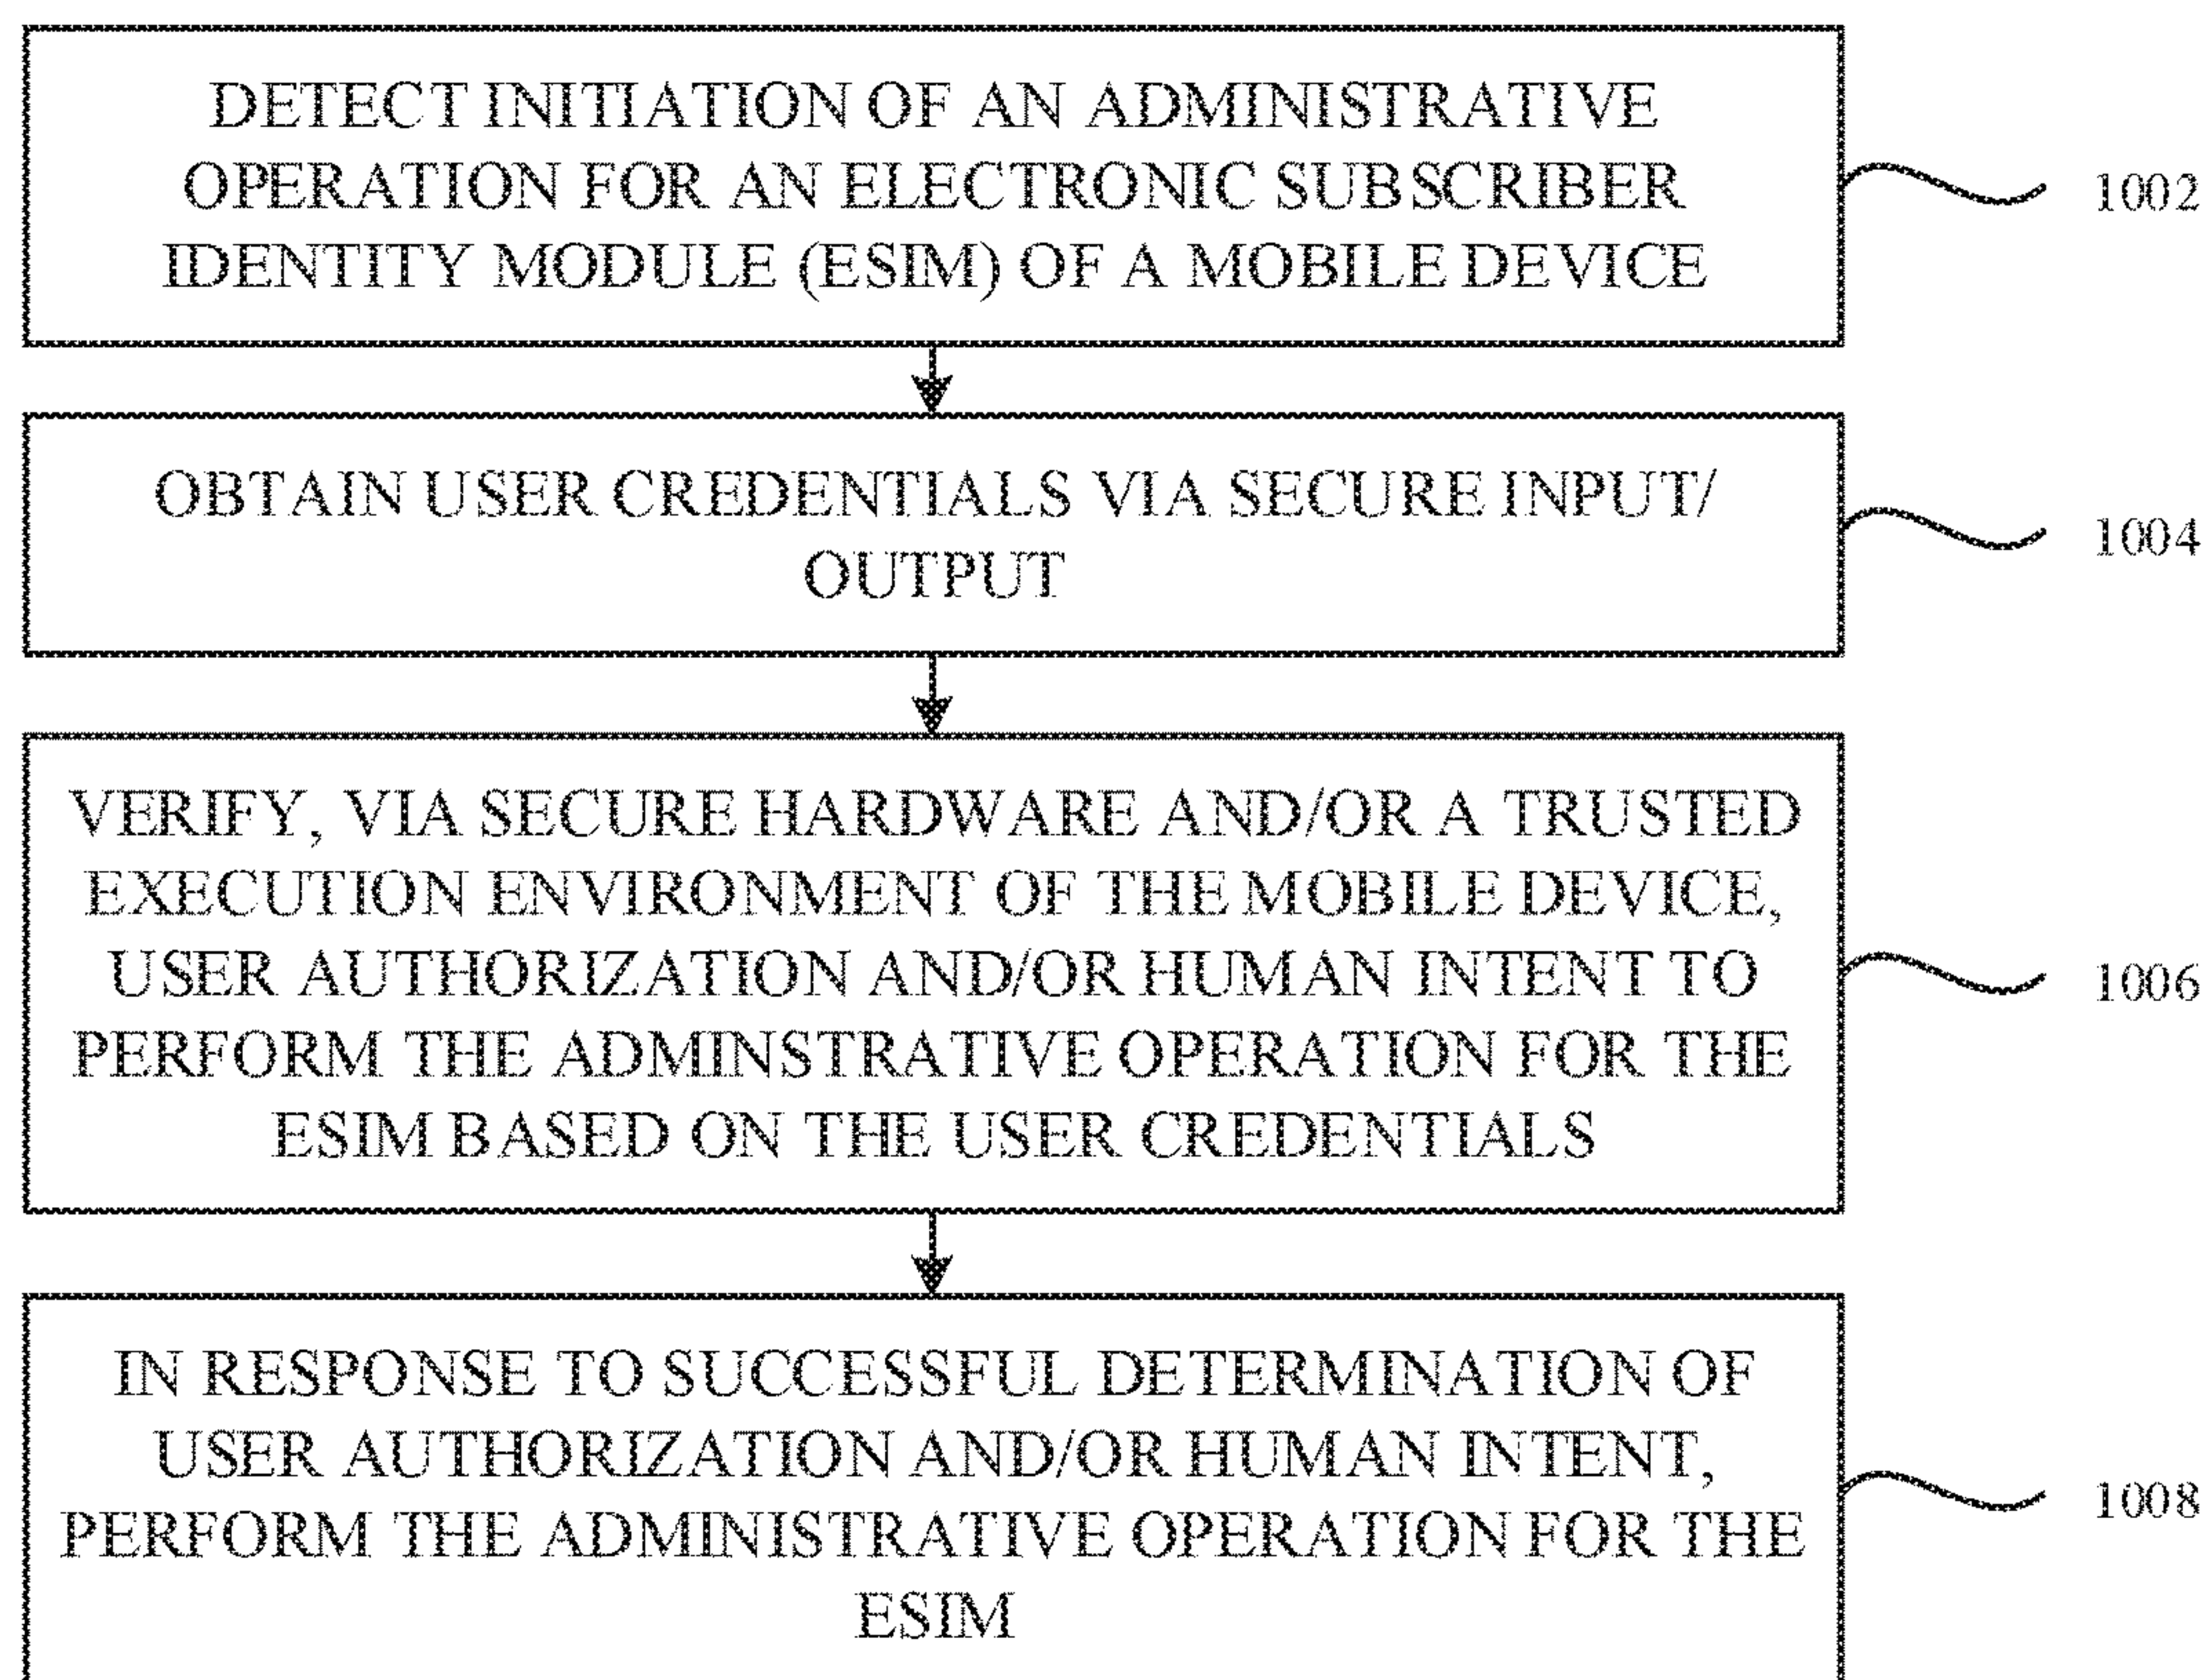 DETECT INITIATION OF AN ADMINISTRATIVE
OPERATION FOR AN ELECTRONIC SUBSCRIBER
IDENTITY MODULE (ESIM) OF A MOBILE DEVICE
1002
OBTAIN USER CREDENTIALS VIA SECURE INPUT/
OUTPUT
1004
VERIFY, VIA SECURE HARDWARE AND/OR A TRUSTED
EXECUTION ENVIRONMENT OF THE MOBILE DEVICE,
USER AUTHORIZATION AND/OR HUMAN INTENT TO
PERFORM THE ADMINSTRATIVE OPERATION FOR THE
ESIM BASED ON THE USER CREDENTIALS
1006
IN RESPONSE TO SUCCESSFUL DETERMINATION OF
USER AUTHORIZATION AND/OR HUMAN INTENT,
PERFORM THE ADMINISTRATIVE OPERATION FOR THE
ESIM
1008